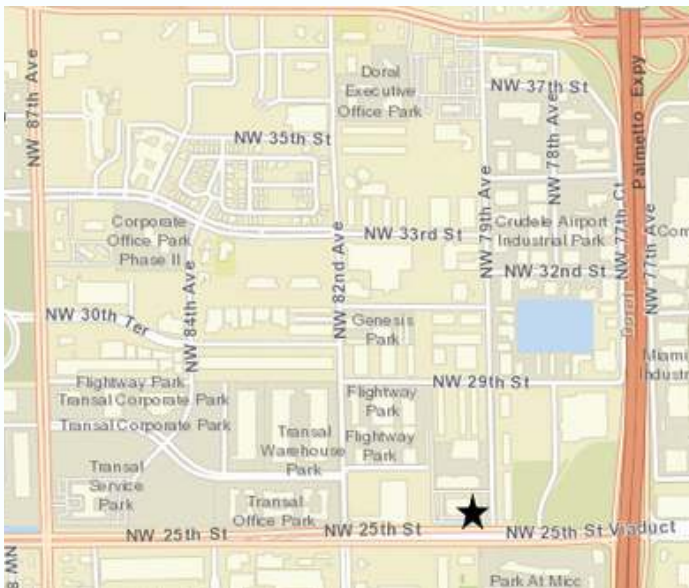 NW 87th Ave
Doral
Executive
Office Park
NW 37th St
Palmetto Expy
NW 35th St
NW 78th Ave
NW 79th Ave
Corporate
Office Park
Phase II
NW 33rd St
Crudele Airport
Industrial Park
NW 77th Ct
NW 77th Ave
NW 82nd Ave
NW 84th Ave
NW 32nd St
NW 30th Ter
Genesis
Park
Miami
Flightway Park
Transal Corporate Park
Transal Corporate Park
NW 29th St
Flightway
Park
Flightway
Park
Transal
Warehouse
Park
Transal
Service
Park
Transal
Office Park
NW 25th St
NW 25th St
NW 25th St Viaduct
Park At Micc